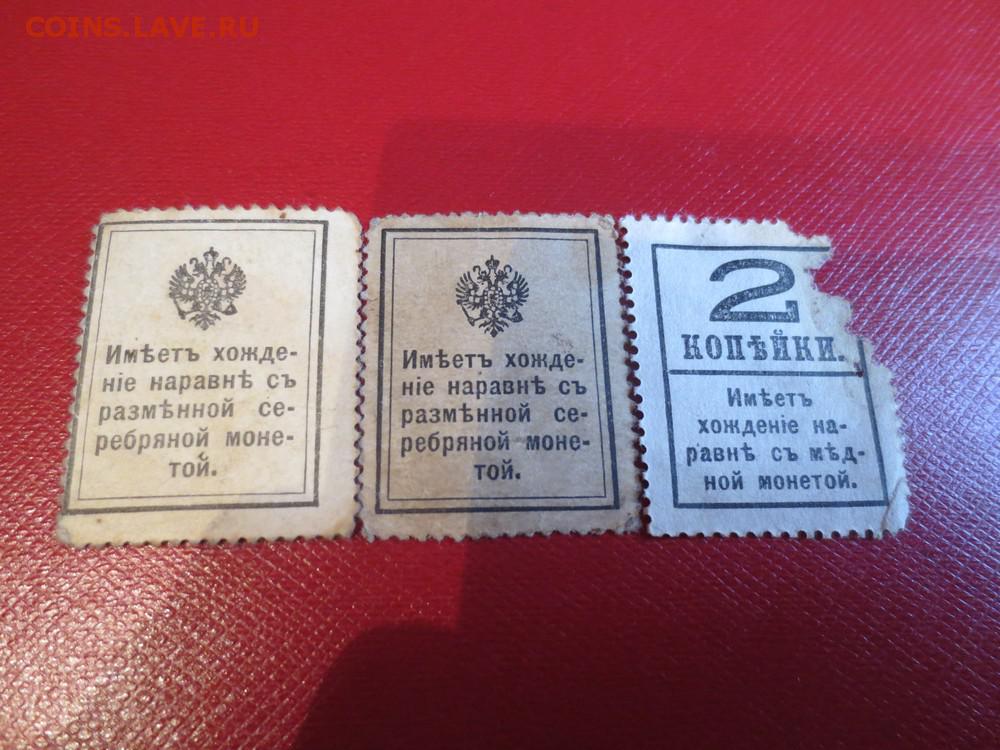 COINS.LAVE.RU
Имѣетъ хожде-
ніе наравнѣ съ
размѣнной се-
ребряной моне-
той.
Имѣетъ хожде-
ніе наравнѣ съ
размѣнной се-
ребряной моне-
той.
2
КОПѢЙКИ.
Имѣетъ
хожденіе на-
равнѣ съ мѣд-
ной монетой.